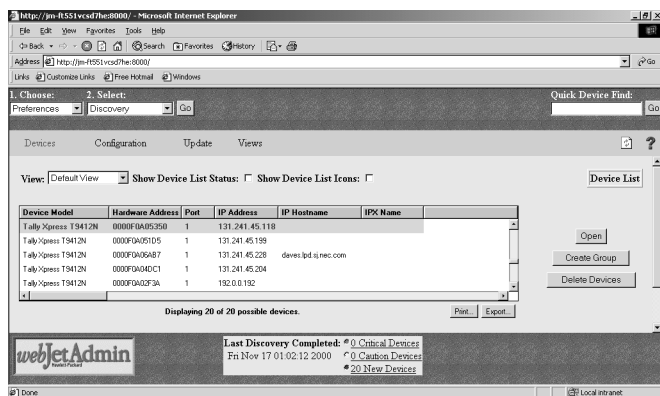 http://jm-ft551vcsd7he:8000/ - Microsoft Internet Explorer
File Edit View Favorites Tools Help
Back Search Favorites History
Address http://jm-ft551vcsd7he:8000/ Go
Links Customize Links Free Hotmail Windows
1. Choose: 2. Select: Quick Device Find:
Preferences Discovery Go Go
Devices Configuration Update Views ?
View: Default View Show Device List Status: Show Device List Icons: Device List
Device Model Hardware Address Port IP Address IP Hostname IPX Name
Tally Xpress T9412N 0000F0A05350 1 131.241.45.118
Tally Xpress T9412N 0000F0A051D5 1 131.241.45.199
Tally Xpress T9412N 0000F0A06AB7 1 131.241.45.228 daves.lpd.sj.nec.com
Tally Xpress T9412N 0000F0A04DC1 1 131.241.45.204
Tally Xpress T9412N 0000F0A02F3A 1 192.0.0.192
Open
Create Group
Delete Devices
Displaying 20 of 20 possible devices. Print... Export...
webJetAdmin
Hewlett-Packard
Last Discovery Completed: 0 Critical Devices
Fri Nov 17 01:02:12 2000 0 Caution Devices
20 New Devices
Done Local intranet